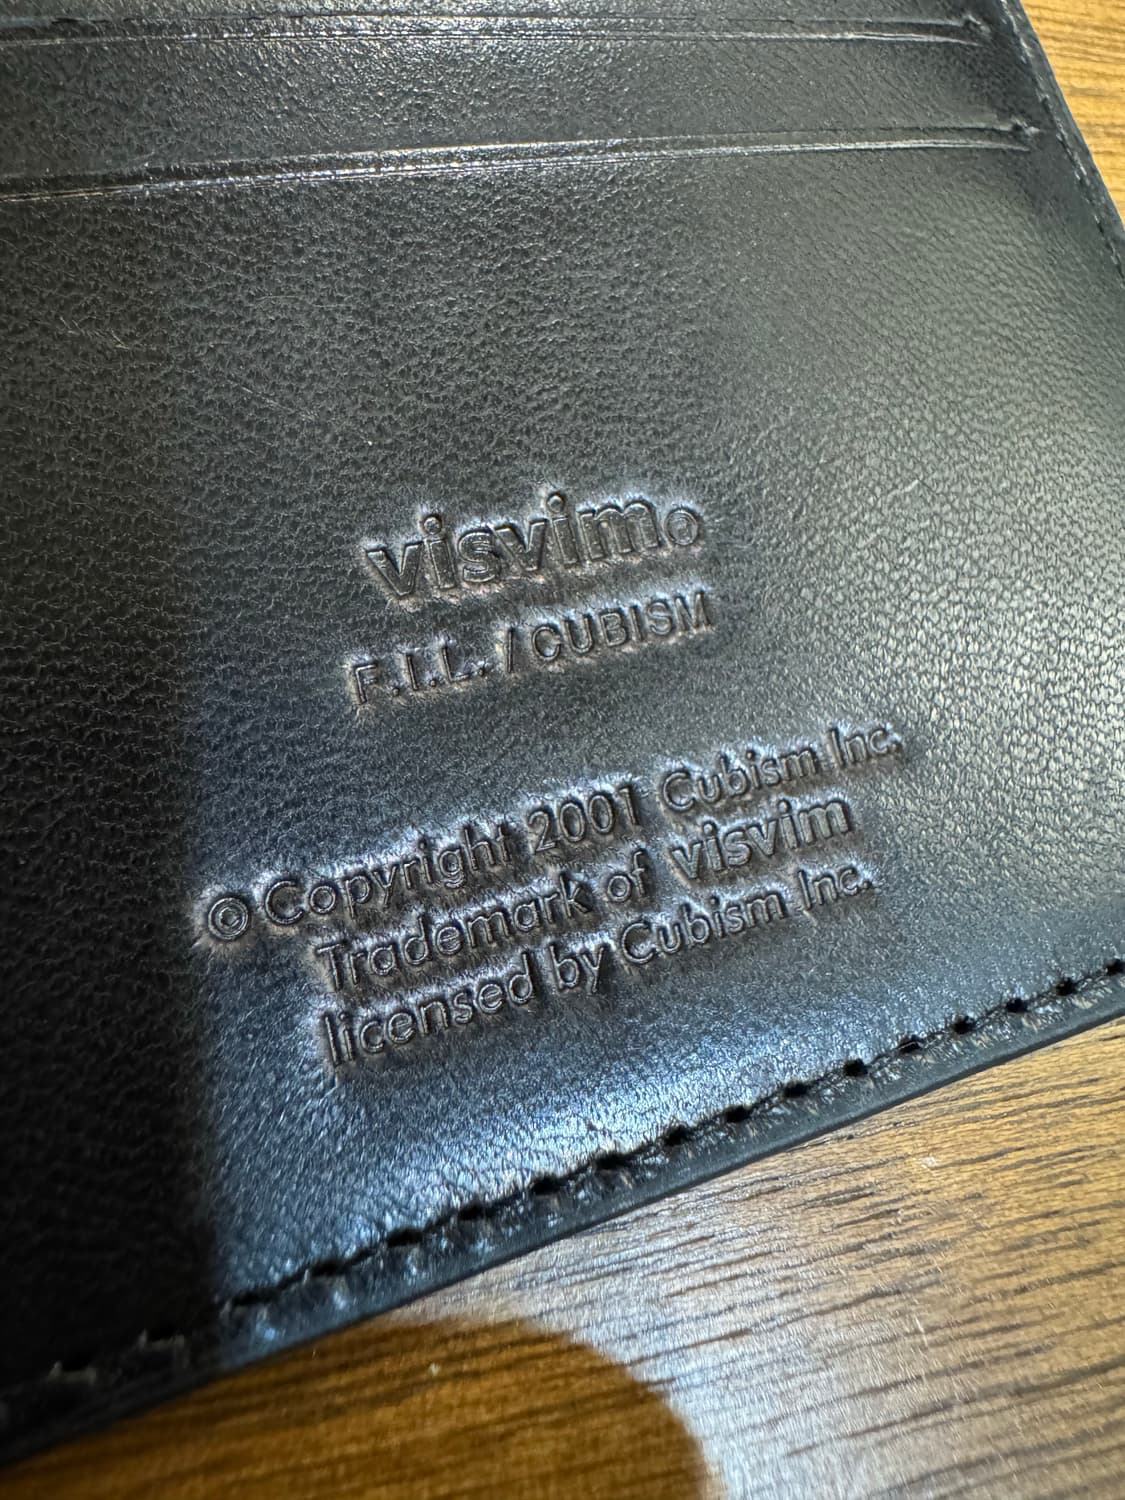 visvim.
F.I.L. / CUBISM
© Copyright 2001 Cubism Inc.
Trademark of visvim
licensed by Cubism Inc.